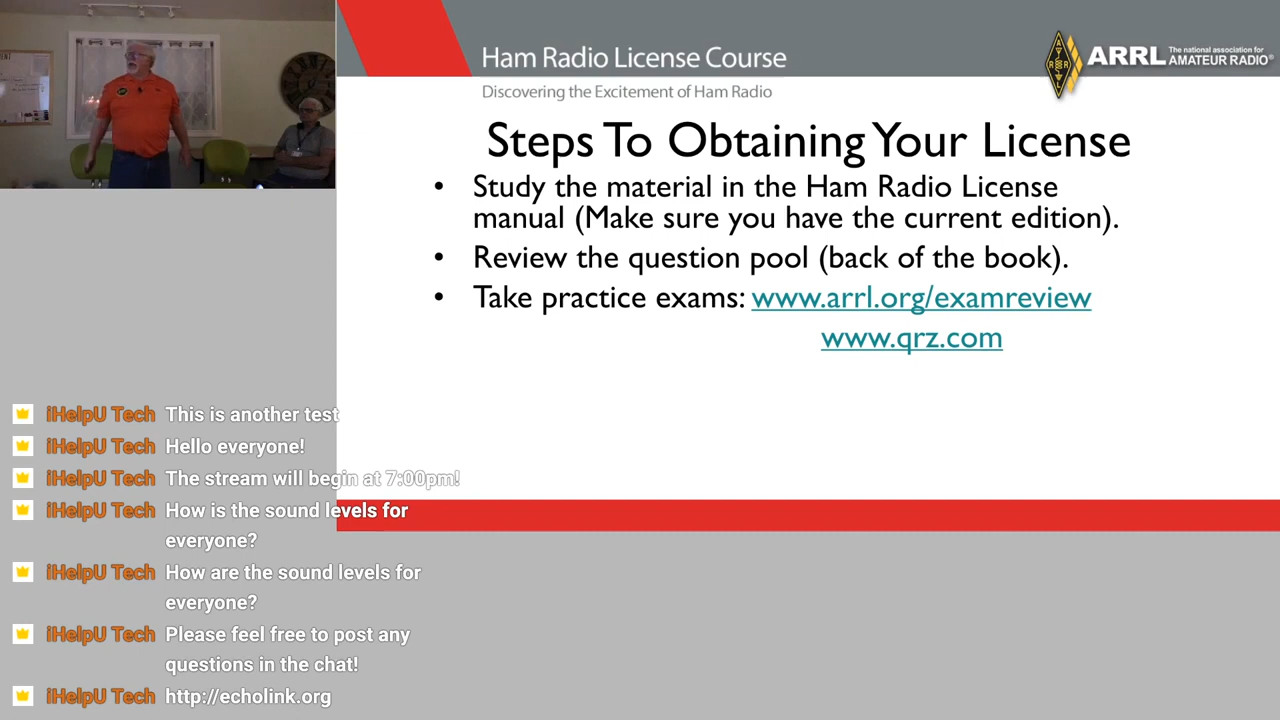 Ham Radio License Course
ARRL The national association for
AMATEUR RADIO®
Discovering the Excitement of Ham Radio
Steps To Obtaining Your License
• Study the material in the Ham Radio License
manual (Make sure you have the current edition).
• Review the question pool (back of the book).
• Take practice exams: www.arrl.org/examreview
www.qrz.com
iHelpU Tech This is another test
iHelpU Tech Hello everyone!
iHelpU Tech The stream will begin at 7:00pm!
iHelpU Tech How is the sound levels for
everyone?
iHelpU Tech How are the sound levels for
everyone?
iHelpU Tech Please feel free to post any
questions in the chat!
iHelpU Tech http://echolink.org